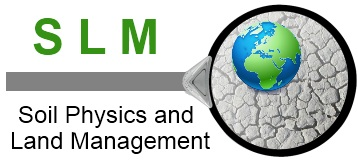 S L M
Soil Physics and
Land Management